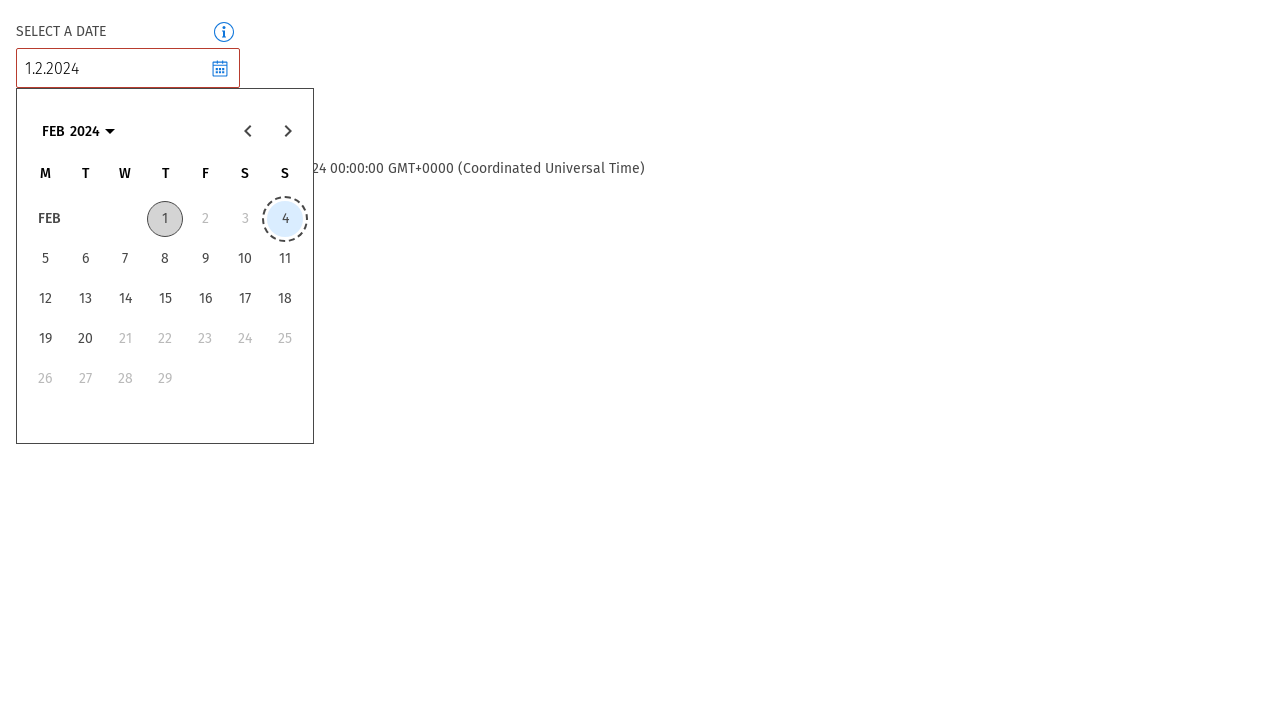 SELECT A DATE
1.2.2024
FEB 2024
24 00:00:00 GMT+0000 (Coordinated Universal Time)
M T W T F S S
FEB 1 2 3 4
5 6 7 8 9 10 11
12 13 14 15 16 17 18
19 20 21 22 23 24 25
26 27 28 29